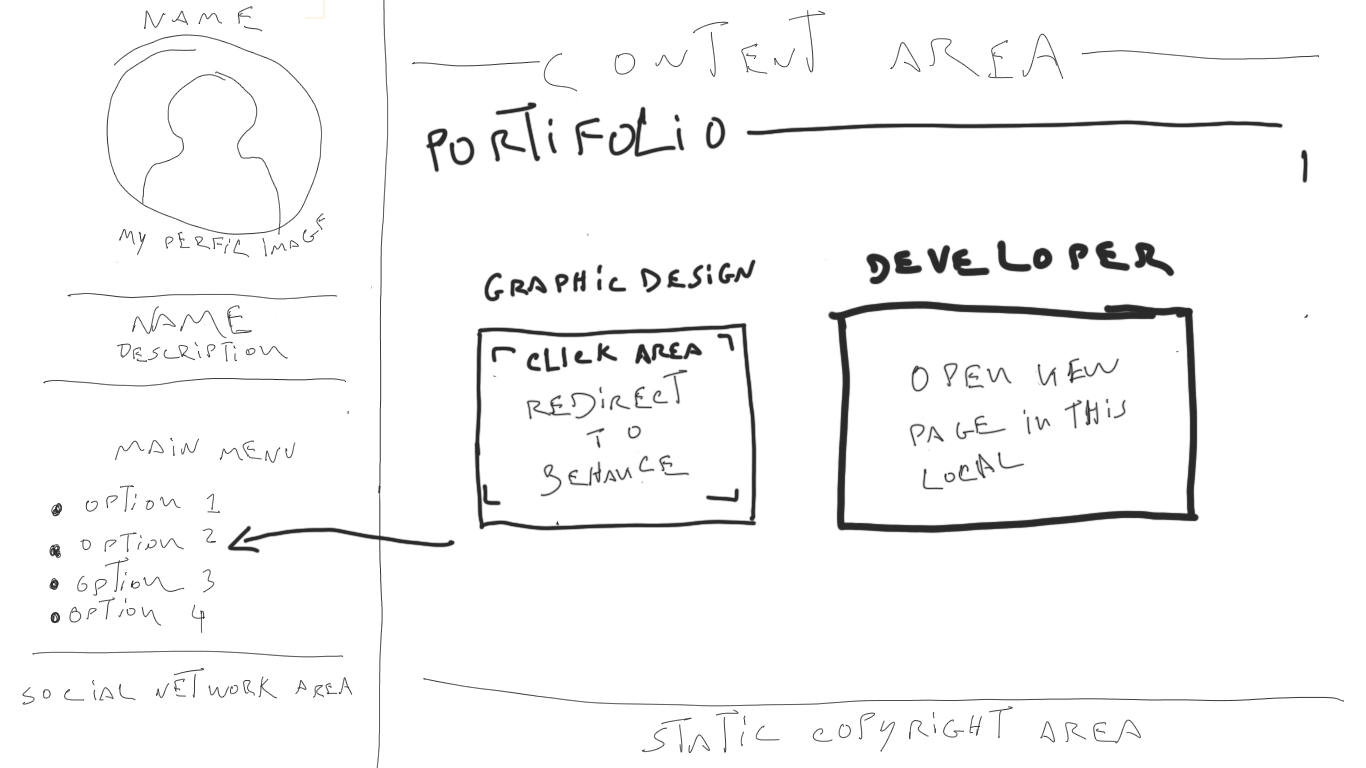 NAME
MY PERFIL IMAGE
NAME
DESCRIPTION
MAIN MENU
OPTION 1
OPTION 2
OPTION 3
OPTION 4
SOCIAL NETWORK AREA
CONTENT AREA
PORTIFOLIO
GRAPHIC DESIGN
CLICK AREA
REDIRECT
TO
BEHANCE
DEVELOPER
OPEN NEW
PAGE in THIS
LOCAL
STATIC COPYRIGHT AREA